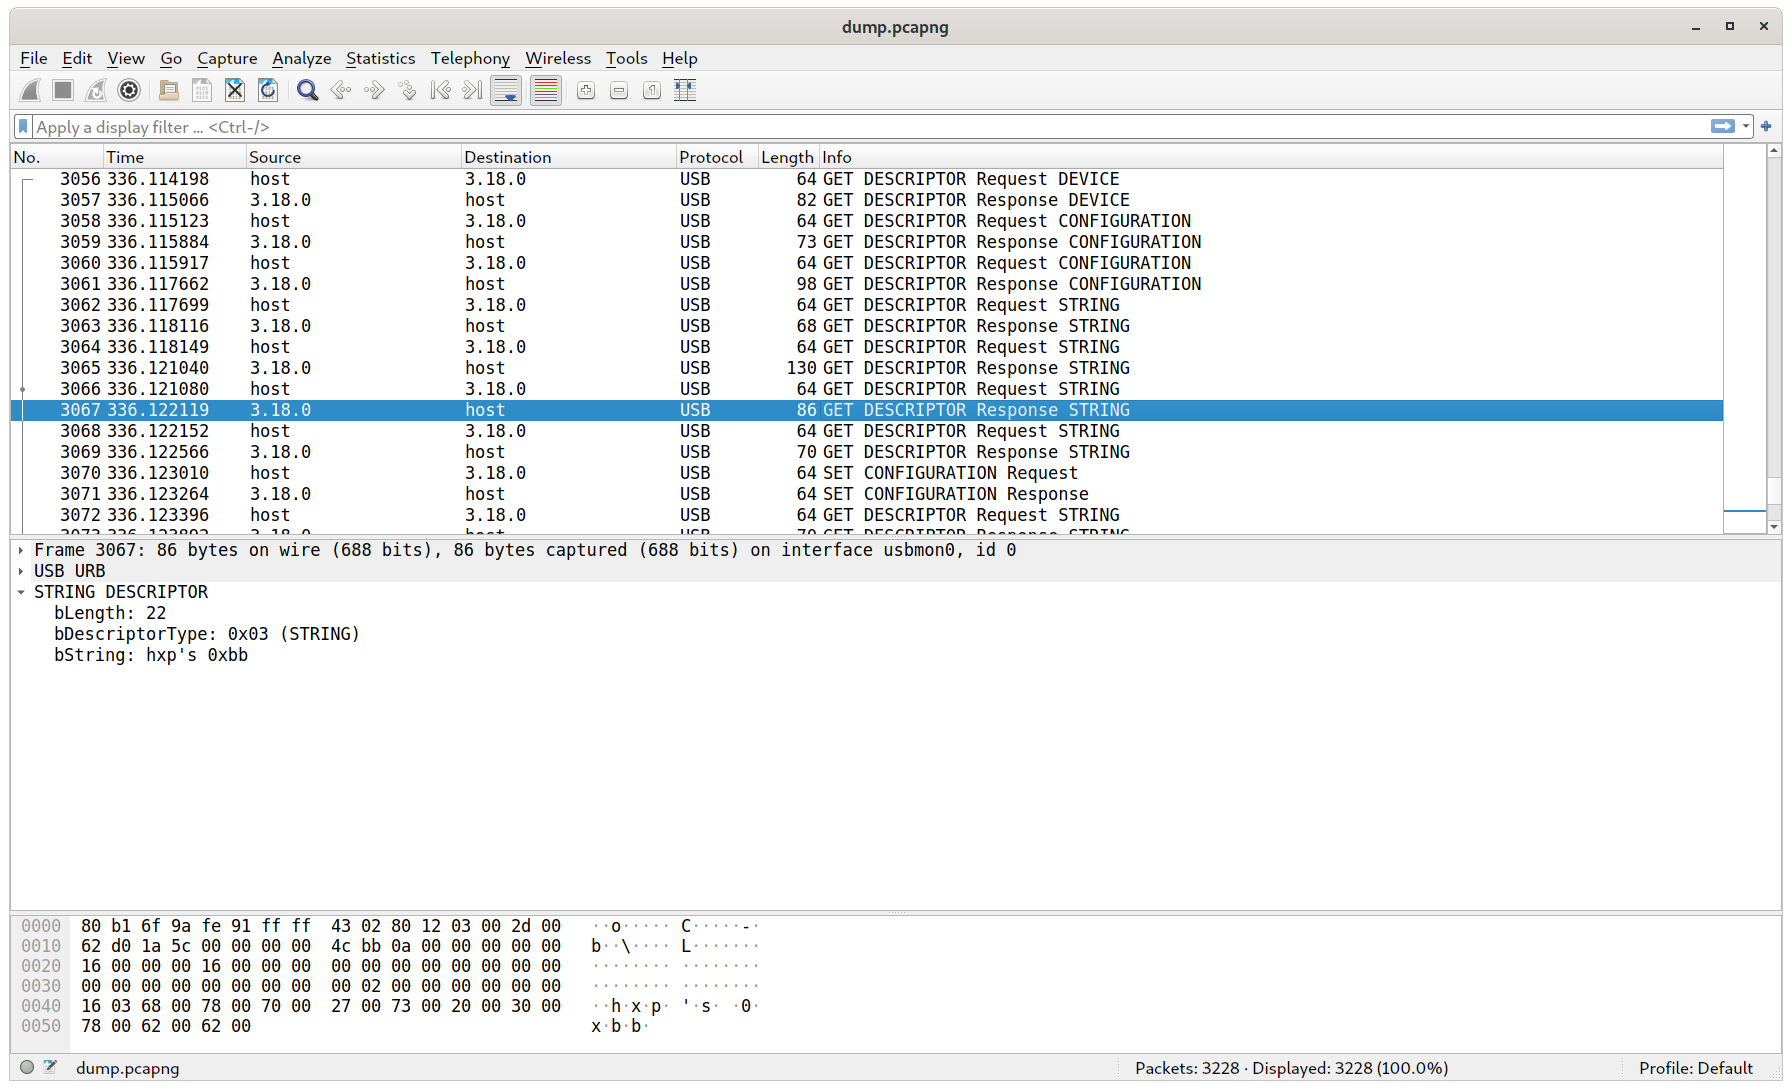 dump.pcapng
File Edit View Go Capture Analyze Statistics Telephony Wireless Tools Help
Apply a display filter ... <Ctrl-/>
No. Time Source Destination Protocol Length Info
3056 336.114198 host 3.18.0 USB 64 GET DESCRIPTOR Request DEVICE
3057 336.115066 3.18.0 host USB 82 GET DESCRIPTOR Response DEVICE
3058 336.115123 host 3.18.0 USB 64 GET DESCRIPTOR Request CONFIGURATION
3059 336.115884 3.18.0 host USB 73 GET DESCRIPTOR Response CONFIGURATION
3060 336.115917 host 3.18.0 USB 64 GET DESCRIPTOR Request CONFIGURATION
3061 336.117662 3.18.0 host USB 98 GET DESCRIPTOR Response CONFIGURATION
3062 336.117699 host 3.18.0 USB 64 GET DESCRIPTOR Request STRING
3063 336.118116 3.18.0 host USB 68 GET DESCRIPTOR Response STRING
3064 336.118149 host 3.18.0 USB 64 GET DESCRIPTOR Request STRING
3065 336.121040 3.18.0 host USB 130 GET DESCRIPTOR Response STRING
3066 336.121080 host 3.18.0 USB 64 GET DESCRIPTOR Request STRING
3067 336.122119 3.18.0 host USB 86 GET DESCRIPTOR Response STRING
3068 336.122152 host 3.18.0 USB 64 GET DESCRIPTOR Request STRING
3069 336.122566 3.18.0 host USB 70 GET DESCRIPTOR Response STRING
3070 336.123010 host 3.18.0 USB 64 SET CONFIGURATION Request
3071 336.123264 3.18.0 host USB 64 SET CONFIGURATION Response
3072 336.123396 host 3.18.0 USB 64 GET DESCRIPTOR Request STRING
Frame 3067: 86 bytes on wire (688 bits), 86 bytes captured (688 bits) on interface usbmon0, id 0
USB URB
STRING DESCRIPTOR
bLength: 22
bDescriptorType: 0x03 (STRING)
bString: hxp's 0xbb
0000 80 b1 6f 9a fe 91 ff ff 43 02 80 12 03 00 2d 00 ··o····· C·····-·
0010 62 d0 1a 5c 00 00 00 00 4c bb 0a 00 00 00 00 00 b··\···· L·······
0020 16 00 00 00 16 00 00 00 00 00 00 00 00 00 00 00 ········ ········
0030 00 00 00 00 00 00 00 00 00 02 00 00 00 00 00 00 ········ ········
0040 16 03 68 00 78 00 70 00 27 00 73 00 20 00 30 00 ··h·x·p· '·s· ·0·
0050 78 00 62 00 62 00 x·b·b·
dump.pcapng Packets: 3228 · Displayed: 3228 (100.0%) Profile: Default